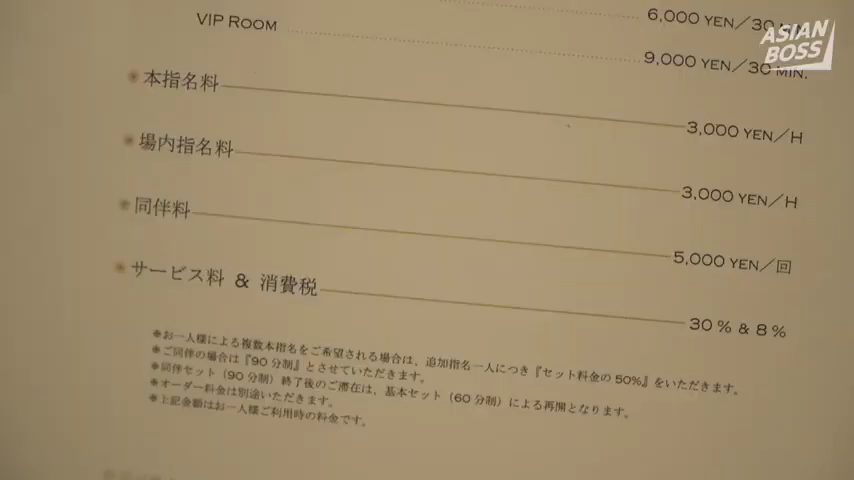 6,000 YEN/30
ASIAN BOSS
VIP ROOM 9,000 YEN/30 MIN.
本指名料 3,000 YEN/H
場内指名料 3,000 YEN/H
同伴料 5,000 YEN/回
サービス料 & 消費税 30% & 8%
※お一人様による複数本指名をご希望される場合は、追加指名一人につき『セット料金の50%』をいただきます。
※ご同伴の場合は『90分制』とさせていただきます。
※同伴セット(90分制)終了後のご滞在は、基本セット(60分制)による再開となります。
※オーダー料金は別途いただきます。
※上記金額はお一人様ご利用時の料金です。